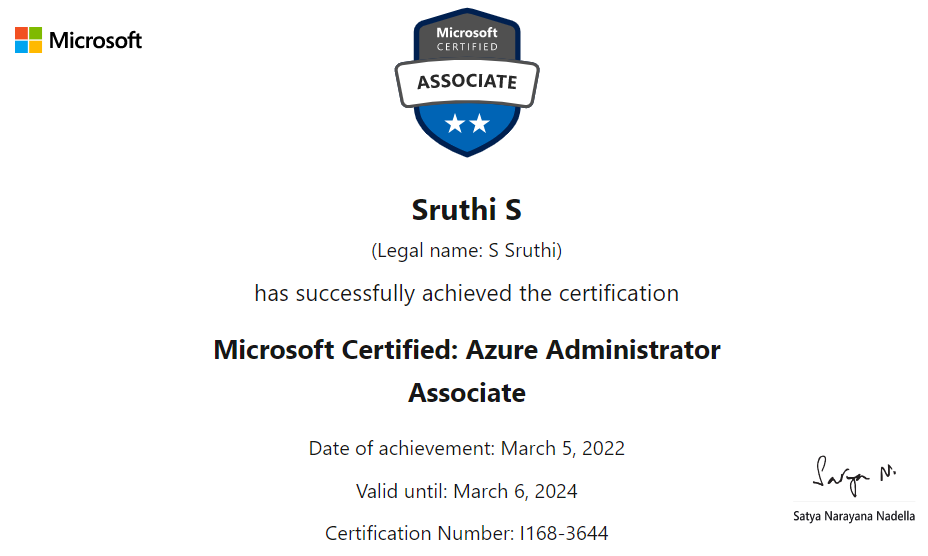 Microsoft
Microsoft
CERTIFIED
ASSOCIATE
Sruthi S
(Legal name: S Sruthi)
has successfully achieved the certification
Microsoft Certified: Azure Administrator
Associate
Date of achievement: March 5, 2022
Valid until: March 6, 2024
Certification Number: I168-3644
Satya N.
Satya Narayana Nadella